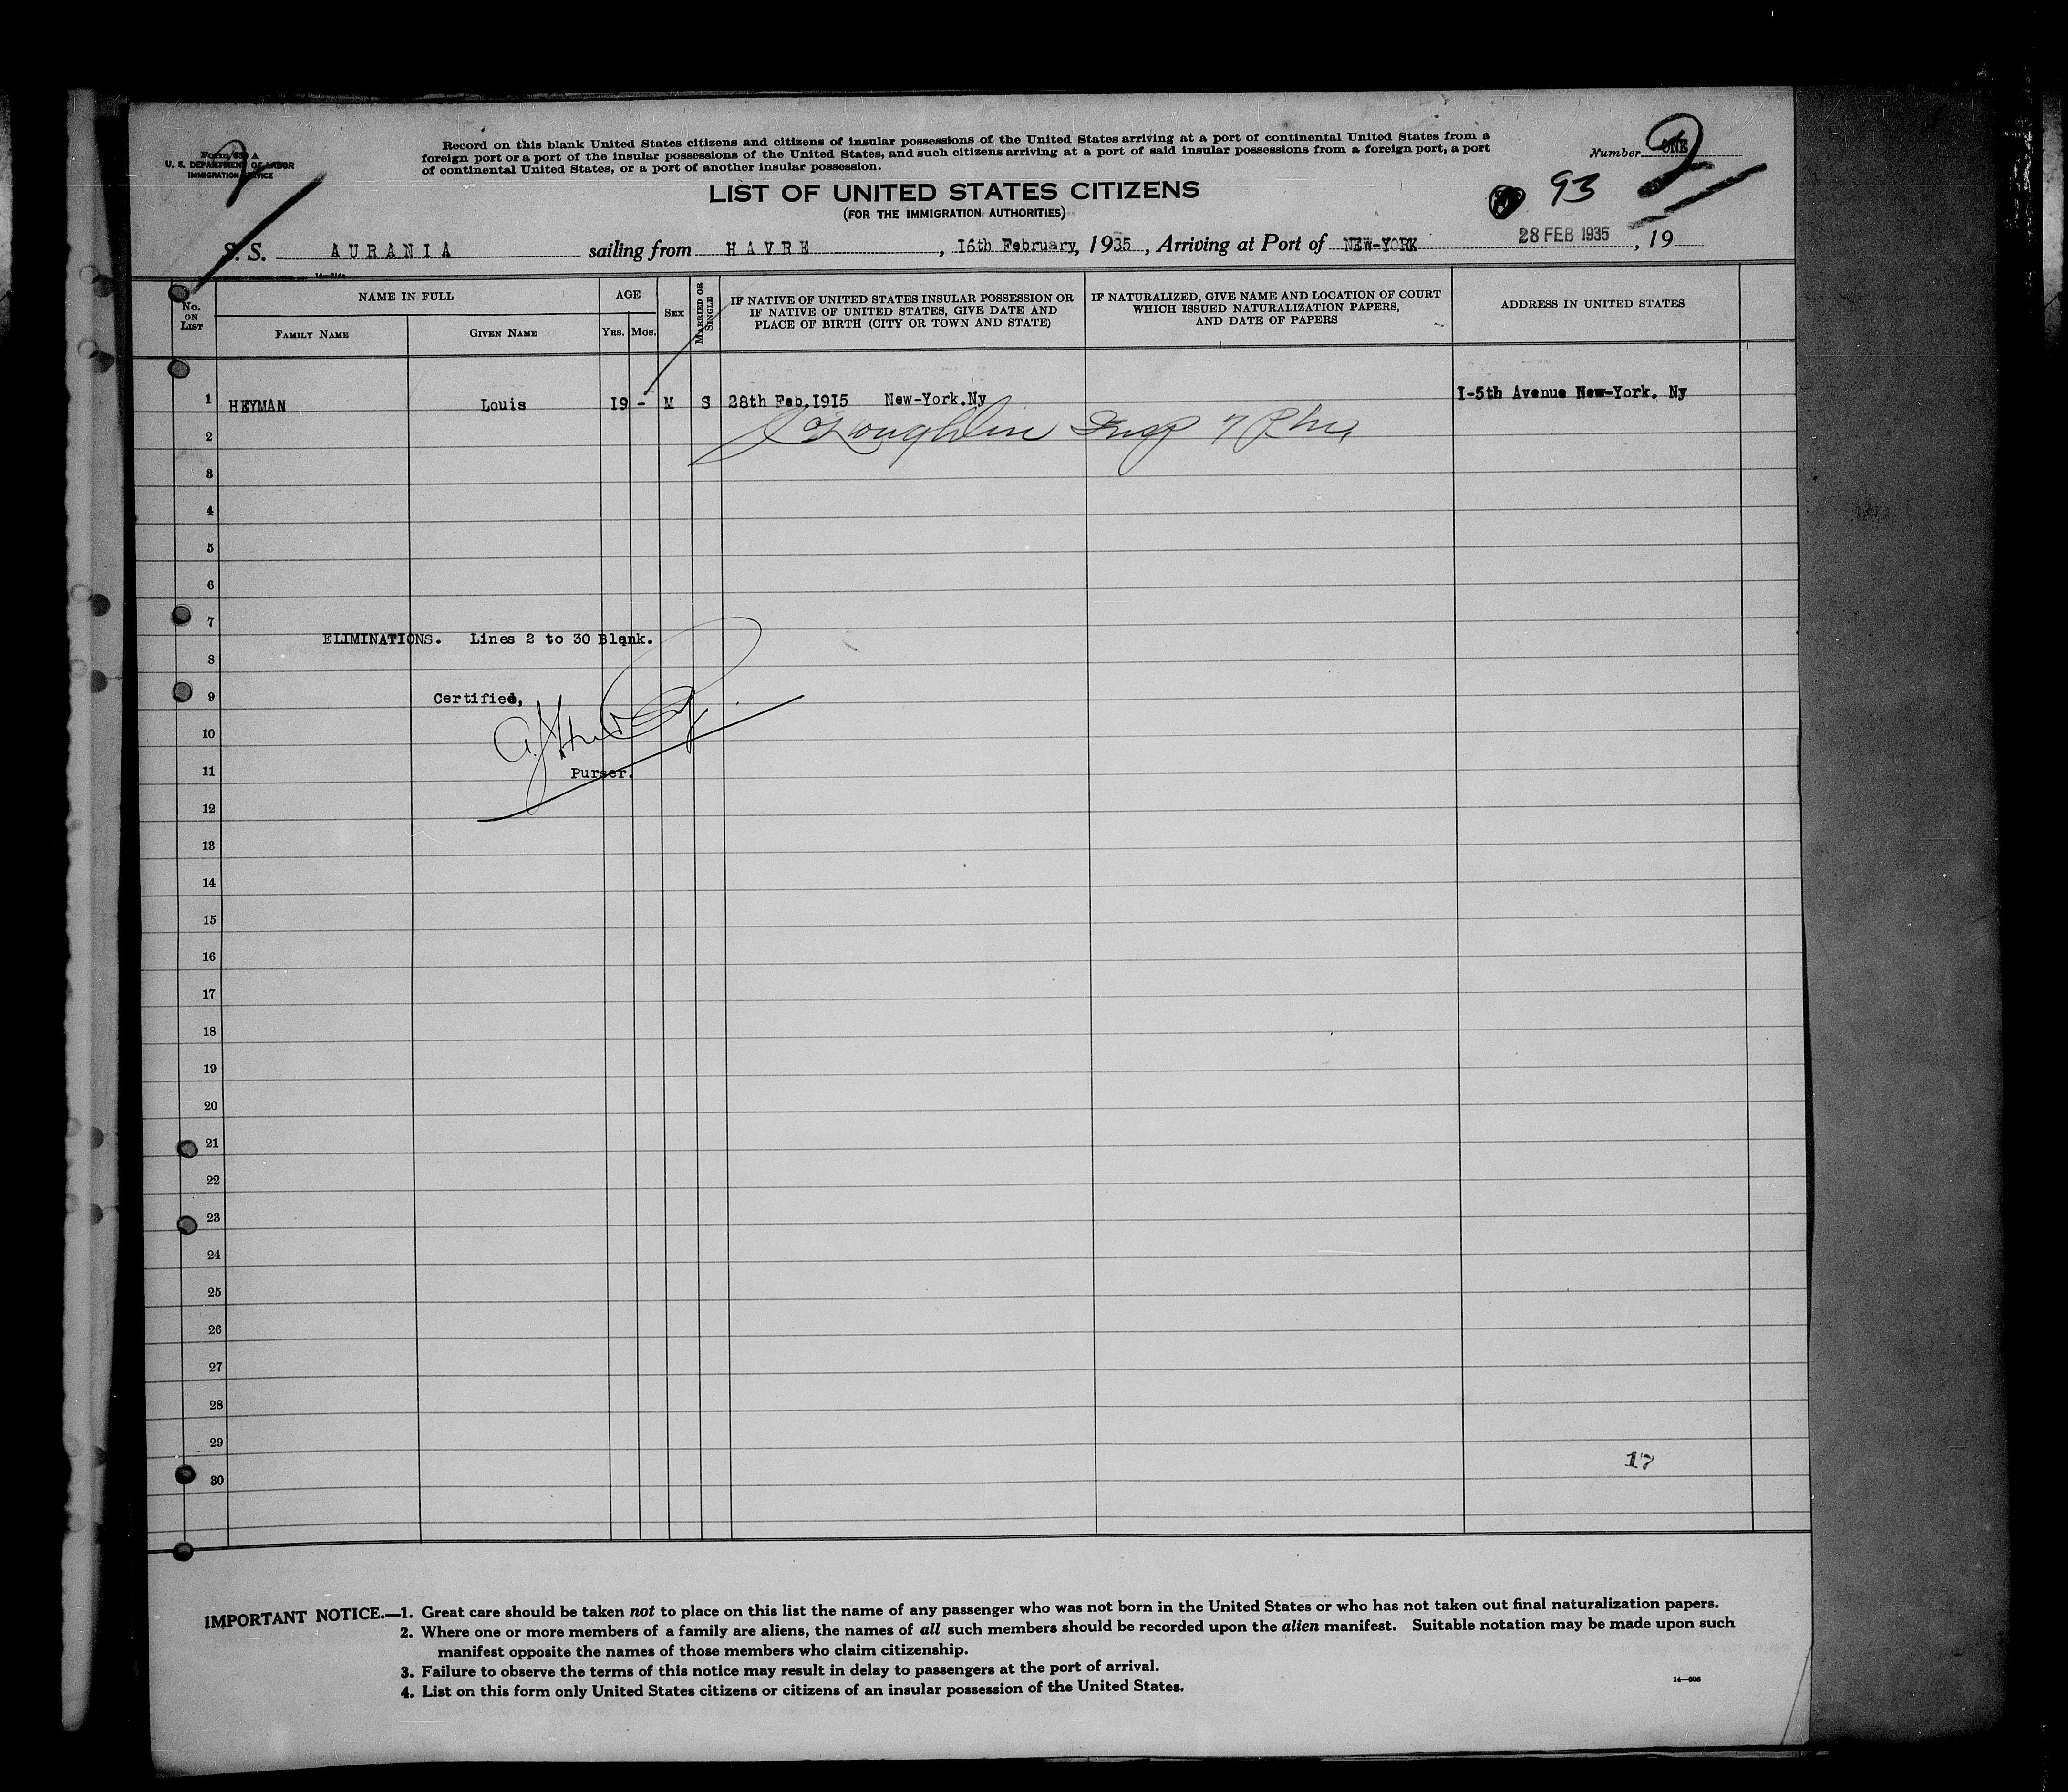 Form 630 A
U. S. DEPARTMENT OF LABOR
IMMIGRATION SERVICE
2
Record on this blank United States citizens and citizens of insular possessions of the United States arriving at a port of continental United States from a
foreign port or a port of the insular possessions of the United States, and such citizens arriving at a port of said insular possessions from a foreign port, a port
of continental United States, or a port of another insular possession.
Number ONE
2
93
LIST OF UNITED STATES CITIZENS
(FOR THE IMMIGRATION AUTHORITIES)
S. S. AURANIA sailing from HAVRE, 16th February, 1935, Arriving at Port of NEW-YORK 28 FEB 1935, 19
No. ON LIST
NAME IN FULL
FAMILY NAME
GIVEN NAME
AGE
Yrs. Mos.
SEX
MARRIED OR SINGLE
IF NATIVE OF UNITED STATES INSULAR POSSESSION OR
IF NATIVE OF UNITED STATES, GIVE DATE AND
PLACE OF BIRTH (CITY OR TOWN AND STATE)
IF NATURALIZED, GIVE NAME AND LOCATION OF COURT
WHICH ISSUED NATURALIZATION PAPERS,
AND DATE OF PAPERS
ADDRESS IN UNITED STATES
1 HEYMAN Louis I9 - M S 28th Feb.I9I5 New-York.Ny I-5th Avenue New-York. Ny
2
3
4
5
6
7
ELIMINATIONS. Lines 2 to 30 Blank.
8
9
Certified,
10
11
Purser.
12
13
14
15
16
17
18
19
20
21
22
23
24
25
26
27
28
29
17
30
IMPORTANT NOTICE.—1. Great care should be taken not to place on this list the name of any passenger who was not born in the United States or who has not taken out final naturalization papers.
2. Where one or more members of a family are aliens, the names of all such members should be recorded upon the alien manifest. Suitable notation may be made upon such
manifest opposite the names of those members who claim citizenship.
3. Failure to observe the terms of this notice may result in delay to passengers at the port of arrival.
4. List on this form only United States citizens or citizens of an insular possession of the United States.